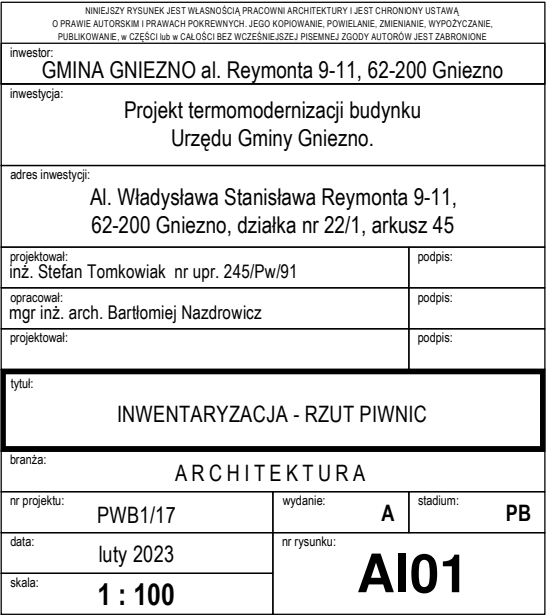 NINIEJSZY RYSUNEK JEST WŁASNOŚCIĄ PRACOWNI ARCHITEKTURY I JEST CHRONIONY USTAWĄ
O PRAWIE AUTORSKIM I PRAWACH POKREWNYCH. JEGO KOPIOWANIE, POWIELANIE, ZMIENIANIE, WYPOŻYCZANIE,
PUBLIKOWANIE, w CZĘŚCI lub w CAŁOŚCI BEZ WCZEŚNIEJSZEJ PISEMNEJ ZGODY AUTORÓW JEST ZABRONIONE
inwestor:
GMINA GNIEZNO al. Reymonta 9-11, 62-200 Gniezno
inwestycja:
Projekt termomodernizacji budynku
Urzędu Gminy Gniezno.
adres inwestycji:
Al. Władysława Stanisława Reymonta 9-11,
62-200 Gniezno, działka nr 22/1, arkusz 45
projektował: podpis:
inż. Stefan Tomkowiak nr upr. 245/Pw/91
opracował: podpis:
mgr inż. arch. Bartłomiej Nazdrowicz
projektował: podpis:
tytuł:
INWENTARYZACJA - RZUT PIWNIC
branża:
ARCHITEKTURA
nr projektu: wydanie: stadium:
PWB1/17 A PB
data: nr rysunku:
luty 2023
AI01
skala:
1 : 100